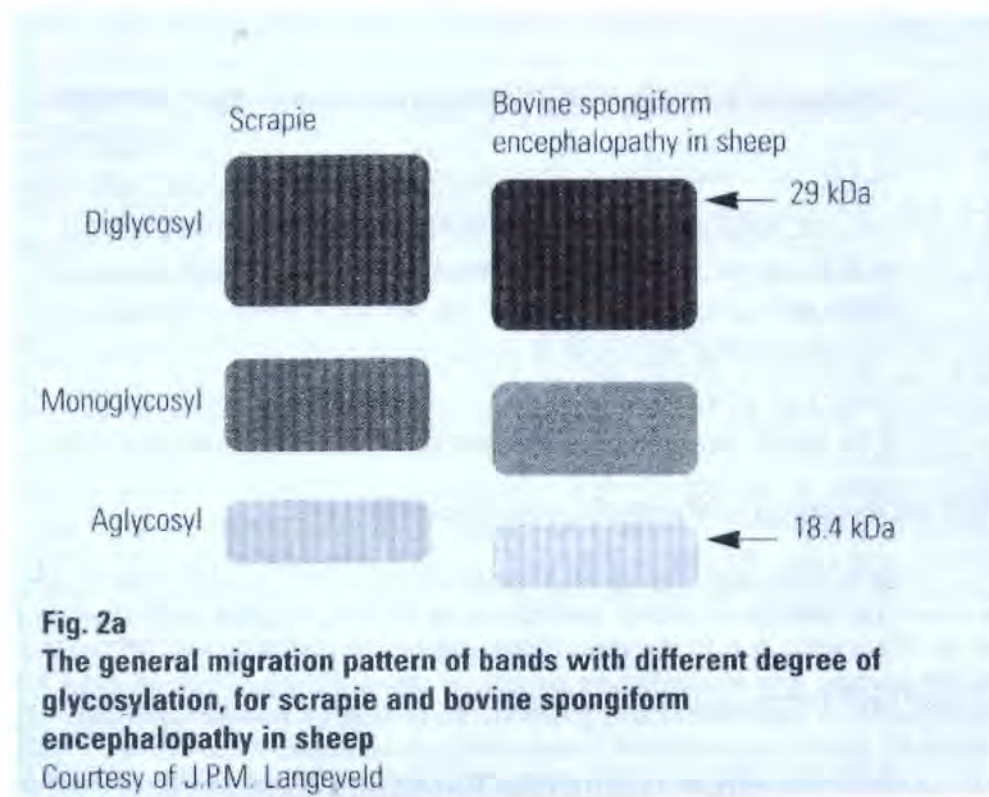 Scrapie
Bovine spongiform
encephalopathy in sheep
Diglycosyl
29 kDa
Monoglycosyl
Aglycosyl
18.4 kDa
Fig. 2a
The general migration pattern of bands with different degree of
glycosylation, for scrapie and bovine spongiform
encephalopathy in sheep
Courtesy of J.P.M. Langeveld